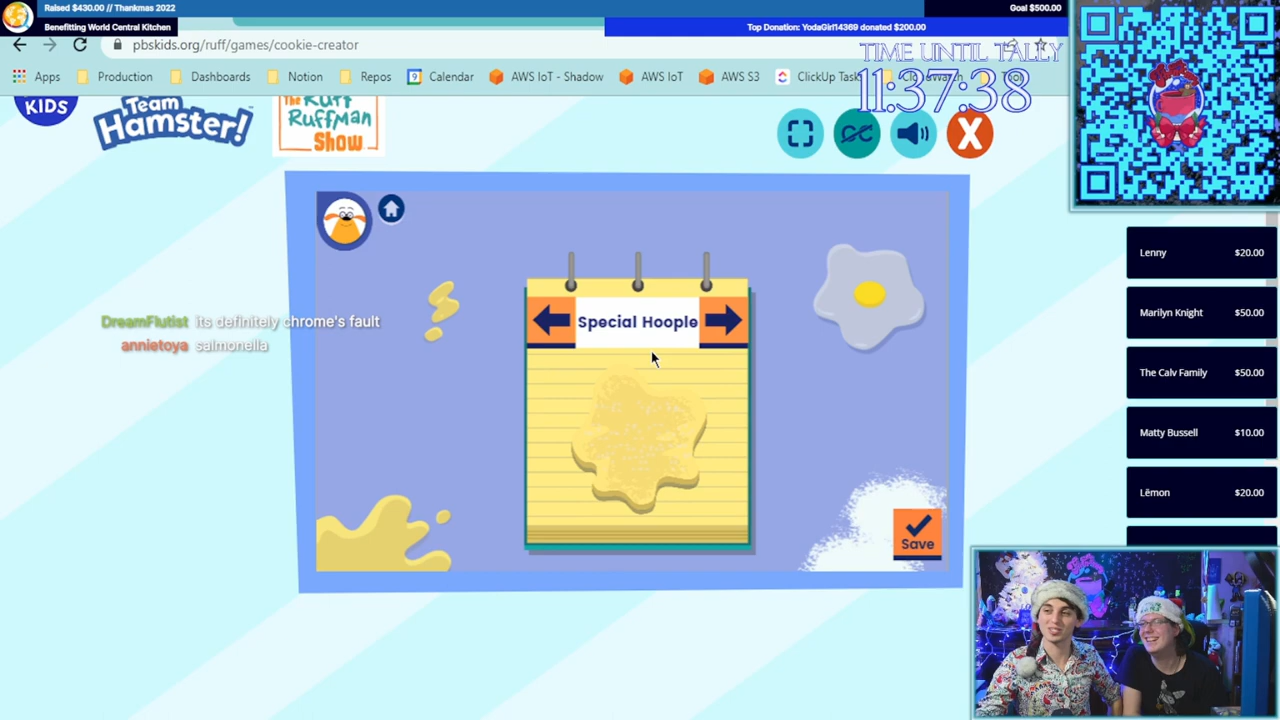 Raised $430.00 // Thankmas 2022
Goal $500.00
Benefitting World Central Kitchen
Top Donation: YodaGirl14369 donated $200.00
pbskids.org/ruff/games/cookie-creator
TIME UNTIL TALLY
11:37:38
Apps Production Dashboards Notion Repos Calendar AWS IoT - Shadow AWS IoT AWS S3 ClickUp
KIDS
Team Hamster!
The Ruff Ruffman Show
CC
X
Special Hoople
DreamFlutist its definitely chrome's fault
annietoya salmonella
Save
Lenny $20.00
Marilyn Knight $50.00
The Calv Family $50.00
Matty Bussell $10.00
Lēmon $20.00